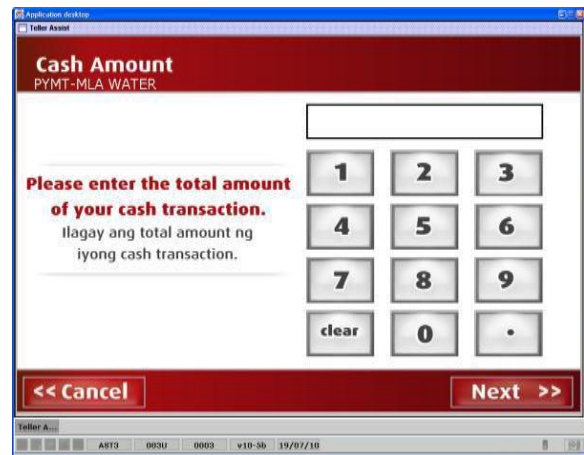 Application desktop
Teller Assist
Cash Amount
PYMT-MLA WATER
Please enter the total amount
of your cash transaction.
Ilagay ang total amount ng
iyong cash transaction.
1 2 3
4 5 6
7 8 9
clear 0 .
<< Cancel
Next >>
Teller A...
A8T3 003U 0003 v10-5b 19/07/10